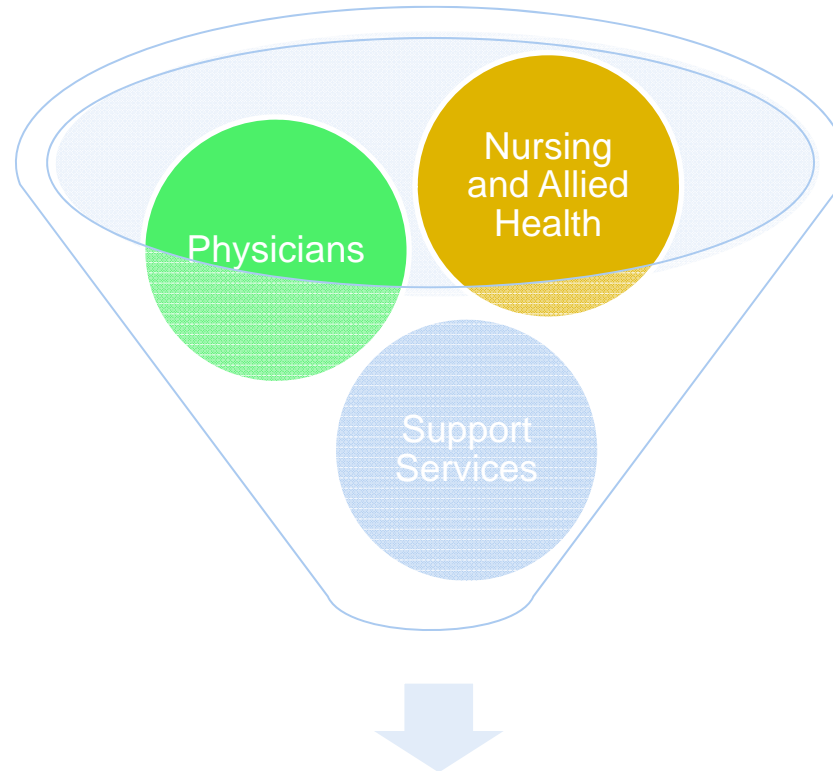 Nursing
and Allied
Health
Physicians
Support
Services